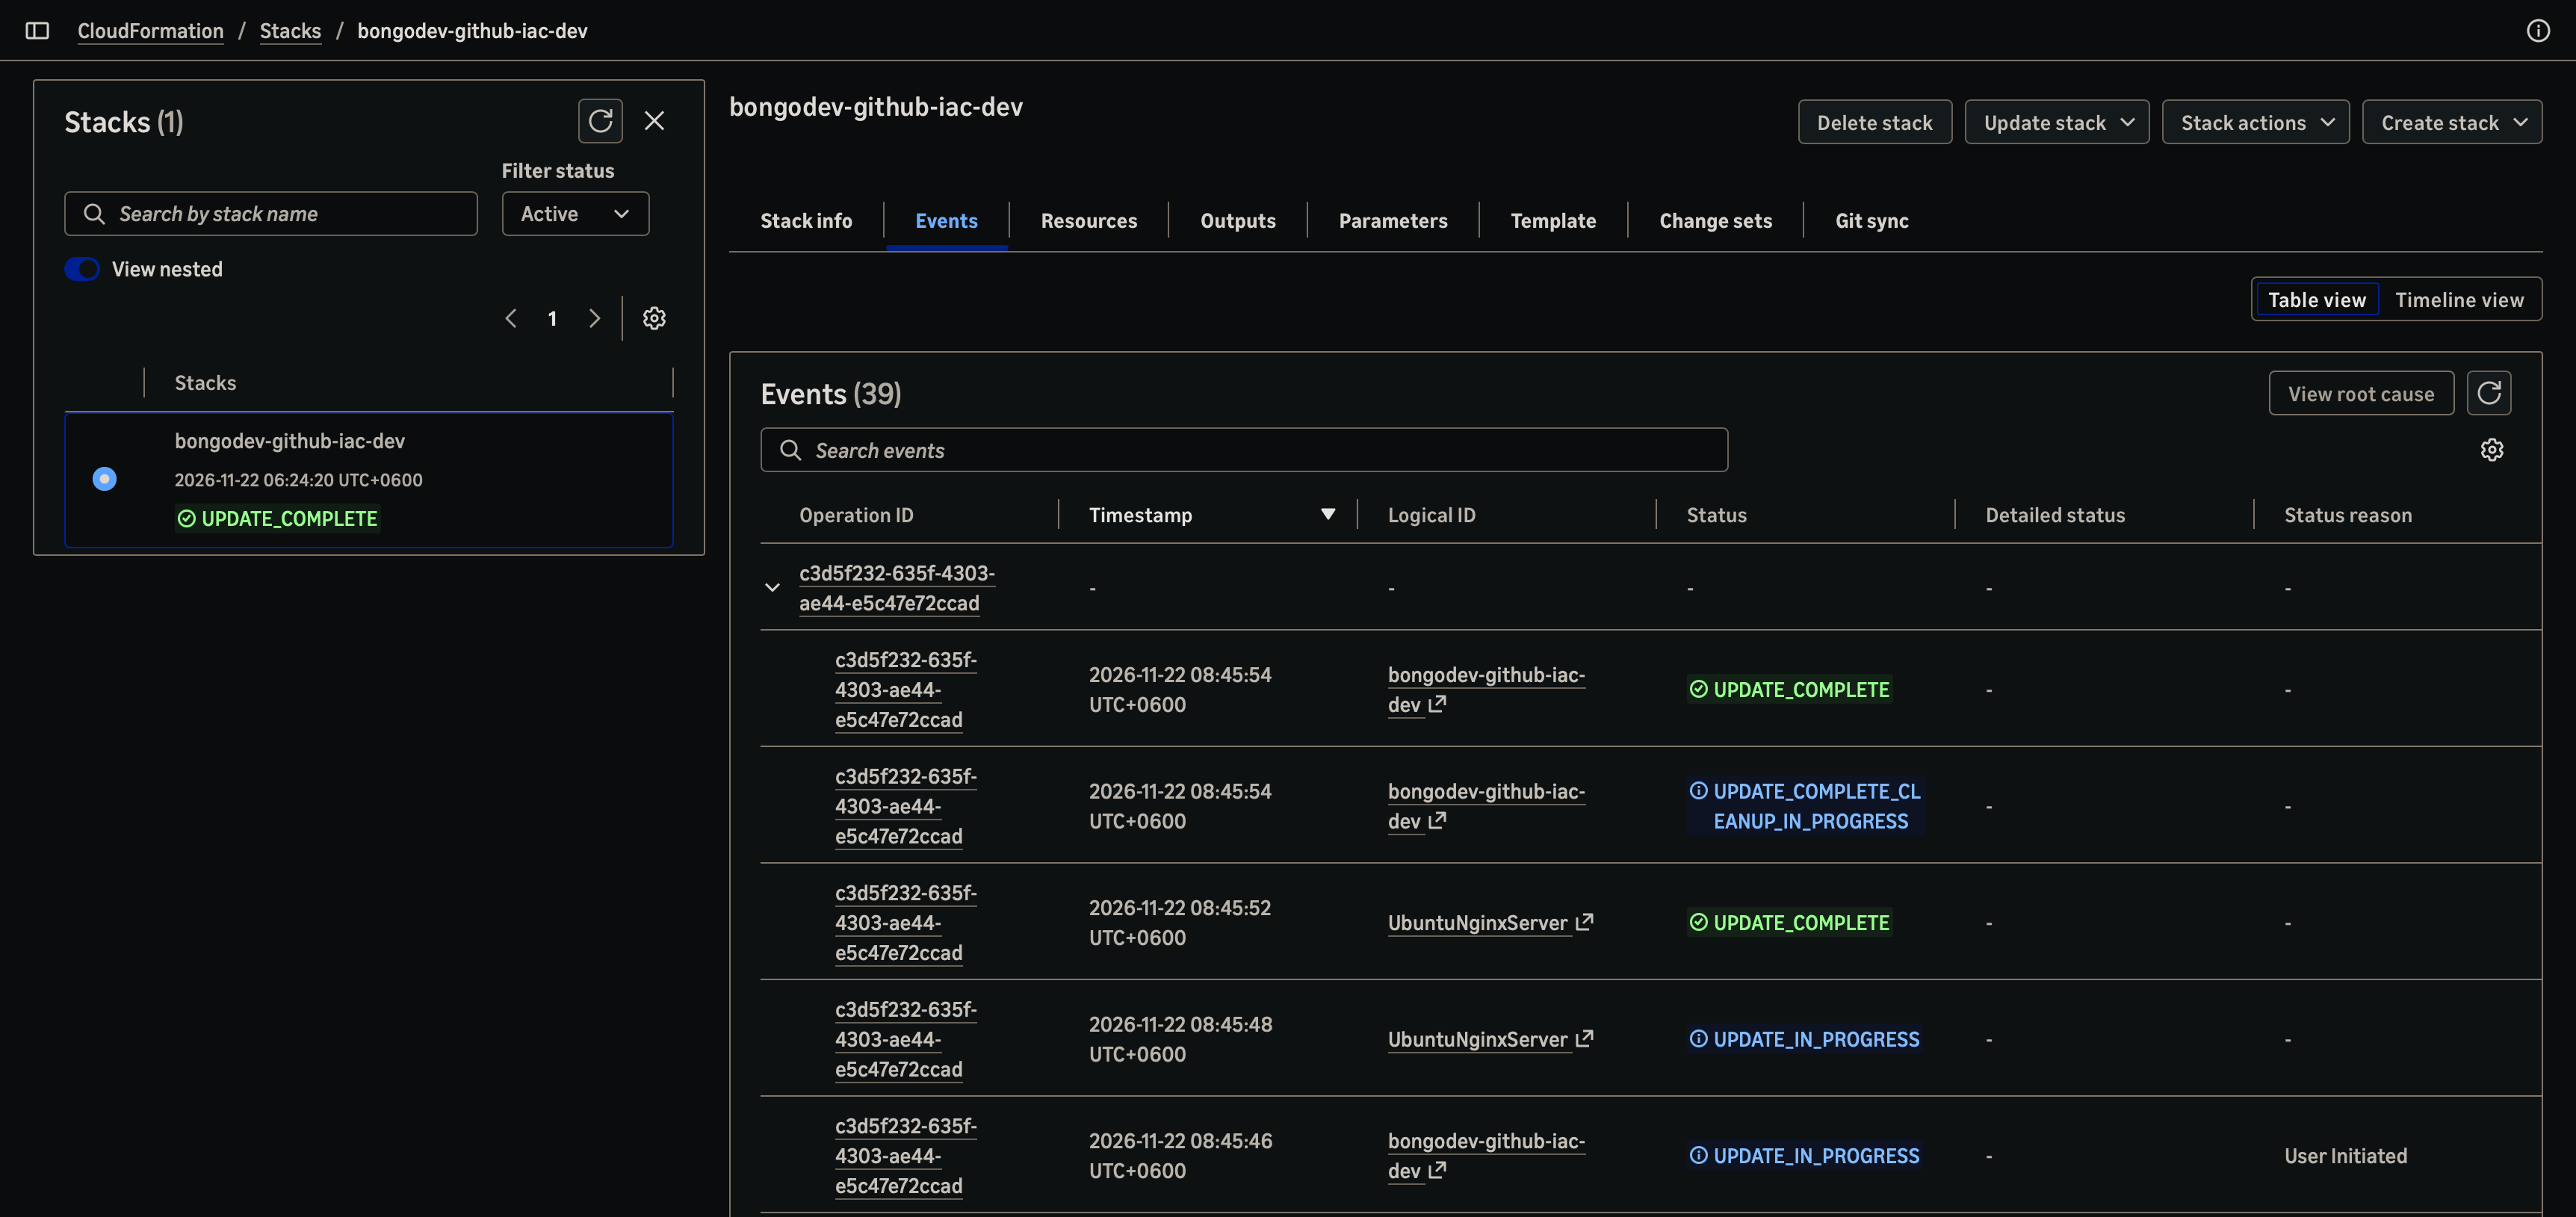 CloudFormation / Stacks / bongodev-github-iac-dev
Stacks (1)
Filter status
Search by stack name
Active
View nested
1
Stacks
bongodev-github-iac-dev
2026-11-22 06:24:20 UTC+0600
UPDATE_COMPLETE
bongodev-github-iac-dev
Delete stack
Update stack
Stack actions
Create stack
Stack info
Events
Resources
Outputs
Parameters
Template
Change sets
Git sync
Table view
Timeline view
Events (39)
View root cause
Search events
Operation ID
Timestamp
Logical ID
Status
Detailed status
Status reason
c3d5f232-635f-4303-
ae44-e5c47e72ccad
-
-
-
-
-
c3d5f232-635f-
4303-ae44-
e5c47e72ccad
2026-11-22 08:45:54
UTC+0600
bongodev-github-iac-
dev
UPDATE_COMPLETE
-
-
c3d5f232-635f-
4303-ae44-
e5c47e72ccad
2026-11-22 08:45:54
UTC+0600
bongodev-github-iac-
dev
UPDATE_COMPLETE_CL
EANUP_IN_PROGRESS
-
-
c3d5f232-635f-
4303-ae44-
e5c47e72ccad
2026-11-22 08:45:52
UTC+0600
UbuntuNginxServer
UPDATE_COMPLETE
-
-
c3d5f232-635f-
4303-ae44-
e5c47e72ccad
2026-11-22 08:45:48
UTC+0600
UbuntuNginxServer
UPDATE_IN_PROGRESS
-
-
c3d5f232-635f-
4303-ae44-
e5c47e72ccad
2026-11-22 08:45:46
UTC+0600
bongodev-github-iac-
dev
UPDATE_IN_PROGRESS
-
User Initiated